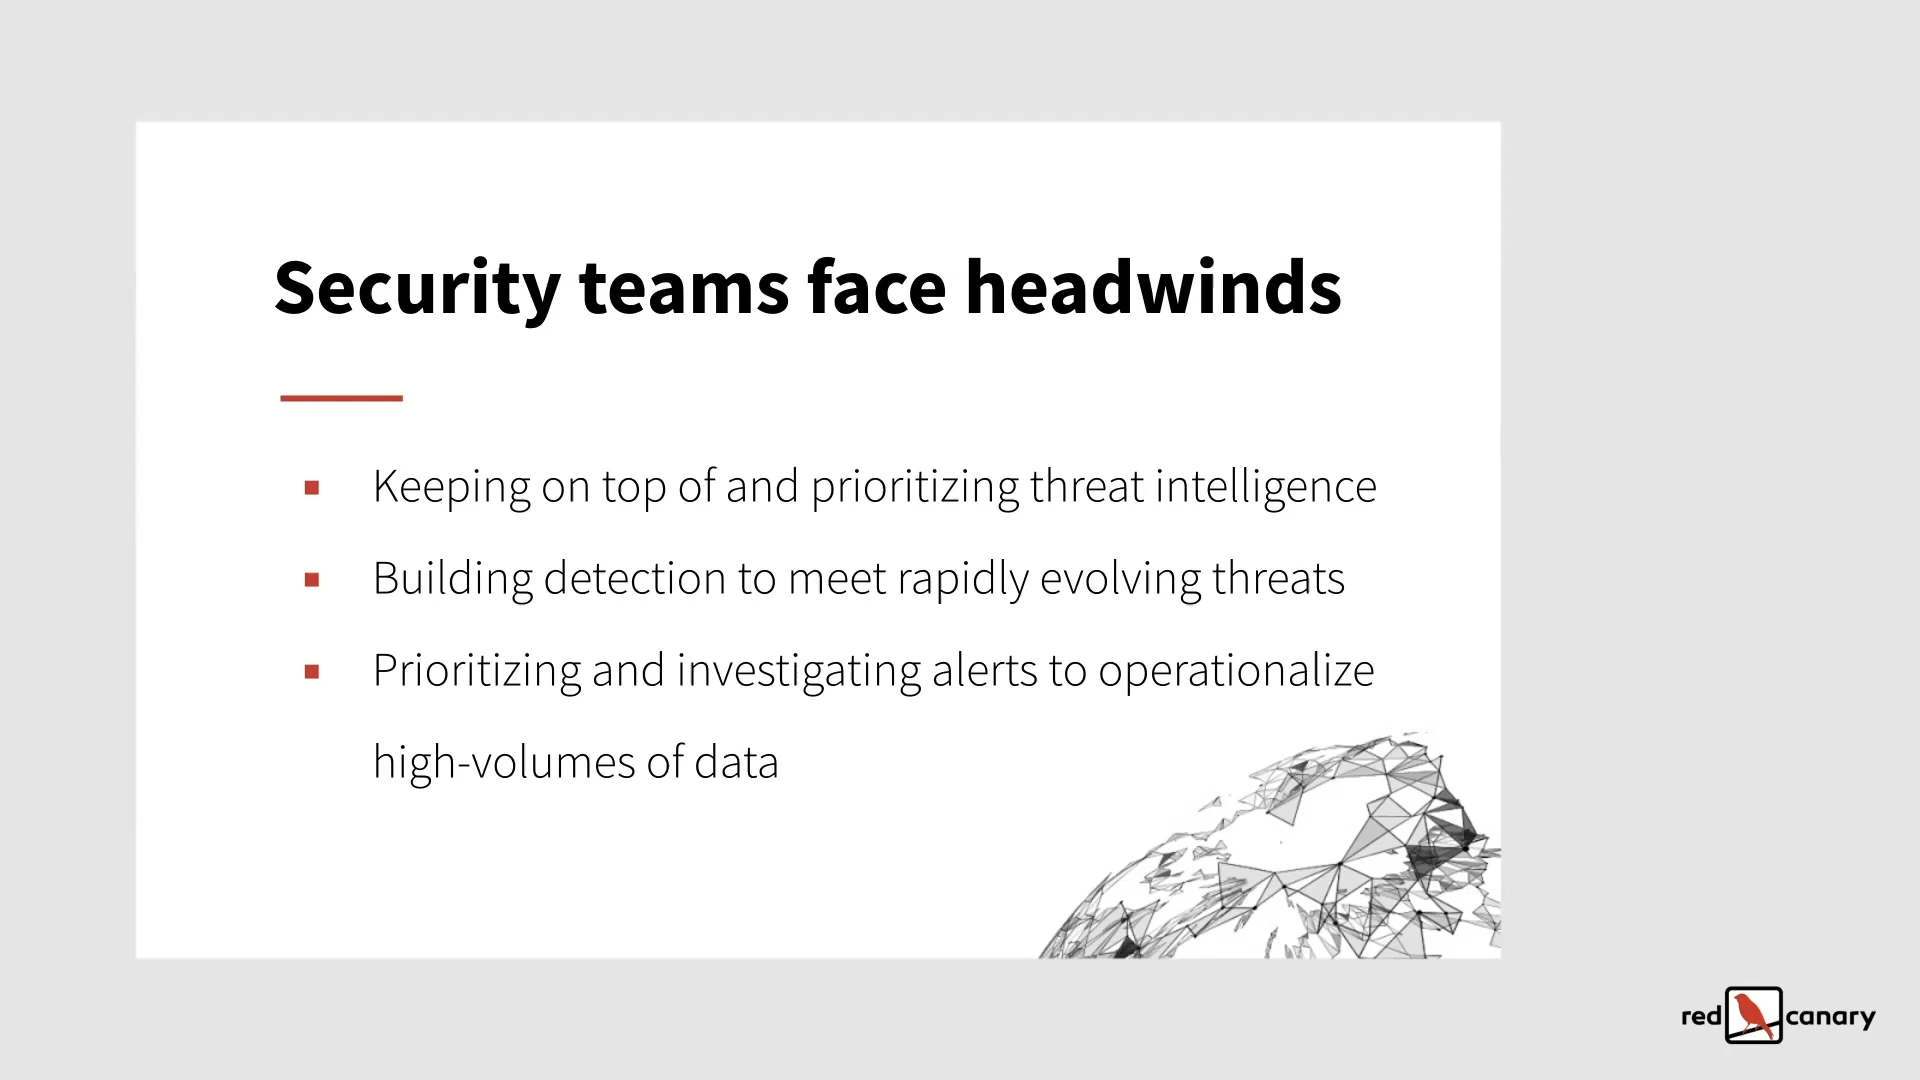 Security teams face headwinds
Keeping on top of and prioritizing threat intelligence
Building detection to meet rapidly evolving threats
Prioritizing and investigating alerts to operationalize
high-volumes of data
red canary